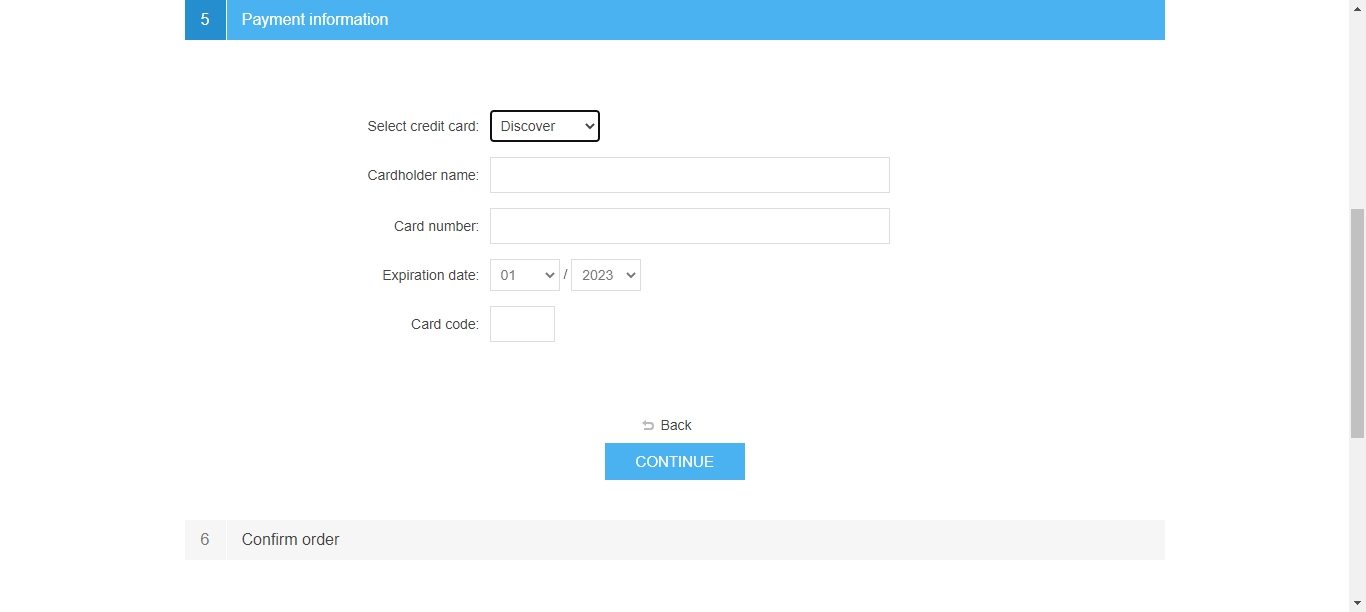 5 Payment information
Select credit card: Discover
Cardholder name:
Card number:
Expiration date: 01 / 2023
Card code:
Back
CONTINUE
6 Confirm order